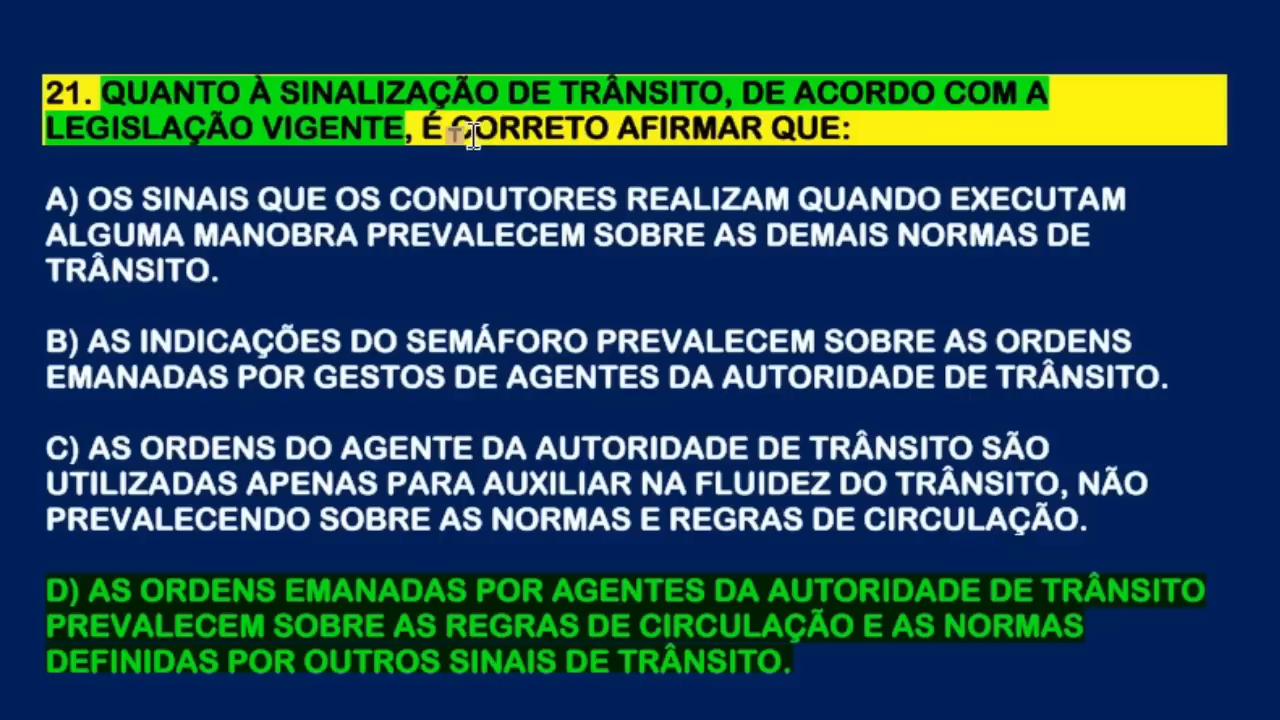 21. QUANTO À SINALIZAÇÃO DE TRÂNSITO, DE ACORDO COM A
LEGISLAÇÃO VIGENTE, É CORRETO AFIRMAR QUE:
A) OS SINAIS QUE OS CONDUTORES REALIZAM QUANDO EXECUTAM
ALGUMA MANOBRA PREVALECEM SOBRE AS DEMAIS NORMAS DE
TRÂNSITO.
B) AS INDICAÇÕES DO SEMÁFORO PREVALECEM SOBRE AS ORDENS
EMANADAS POR GESTOS DE AGENTES DA AUTORIDADE DE TRÂNSITO.
C) AS ORDENS DO AGENTE DA AUTORIDADE DE TRÂNSITO SÃO
UTILIZADAS APENAS PARA AUXILIAR NA FLUIDEZ DO TRÂNSITO, NÃO
PREVALECENDO SOBRE AS NORMAS E REGRAS DE CIRCULAÇÃO.
D) AS ORDENS EMANADAS POR AGENTES DA AUTORIDADE DE TRÂNSITO
PREVALECEM SOBRE AS REGRAS DE CIRCULAÇÃO E AS NORMAS
DEFINIDAS POR OUTROS SINAIS DE TRÂNSITO.